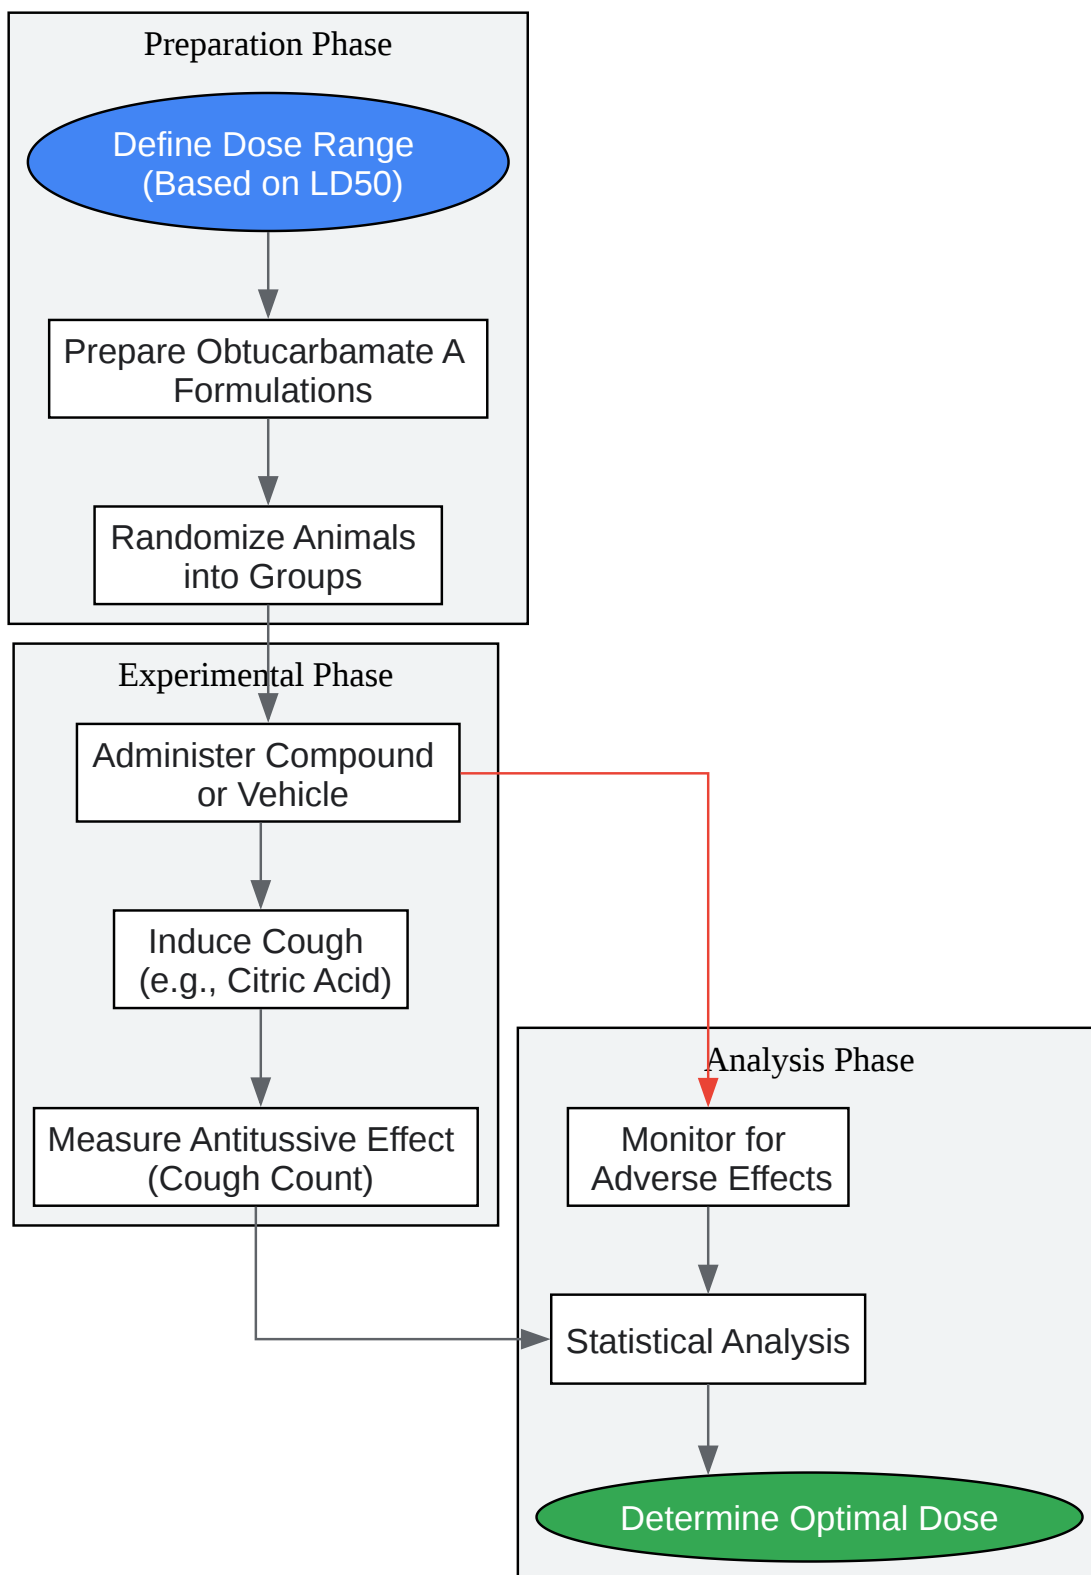 Preparation Phase
Define Dose Range
(Based on LD50)
Prepare Obtucarbamate A
Formulations
Randomize Animals
into Groups
Experimental Phase
Administer Compound
or Vehicle
Induce Cough
(e.g., Citric Acid)
Measure Antitussive Effect
(Cough Count)
Analysis Phase
Monitor for
Adverse Effects
Statistical Analysis
Determine Optimal Dose